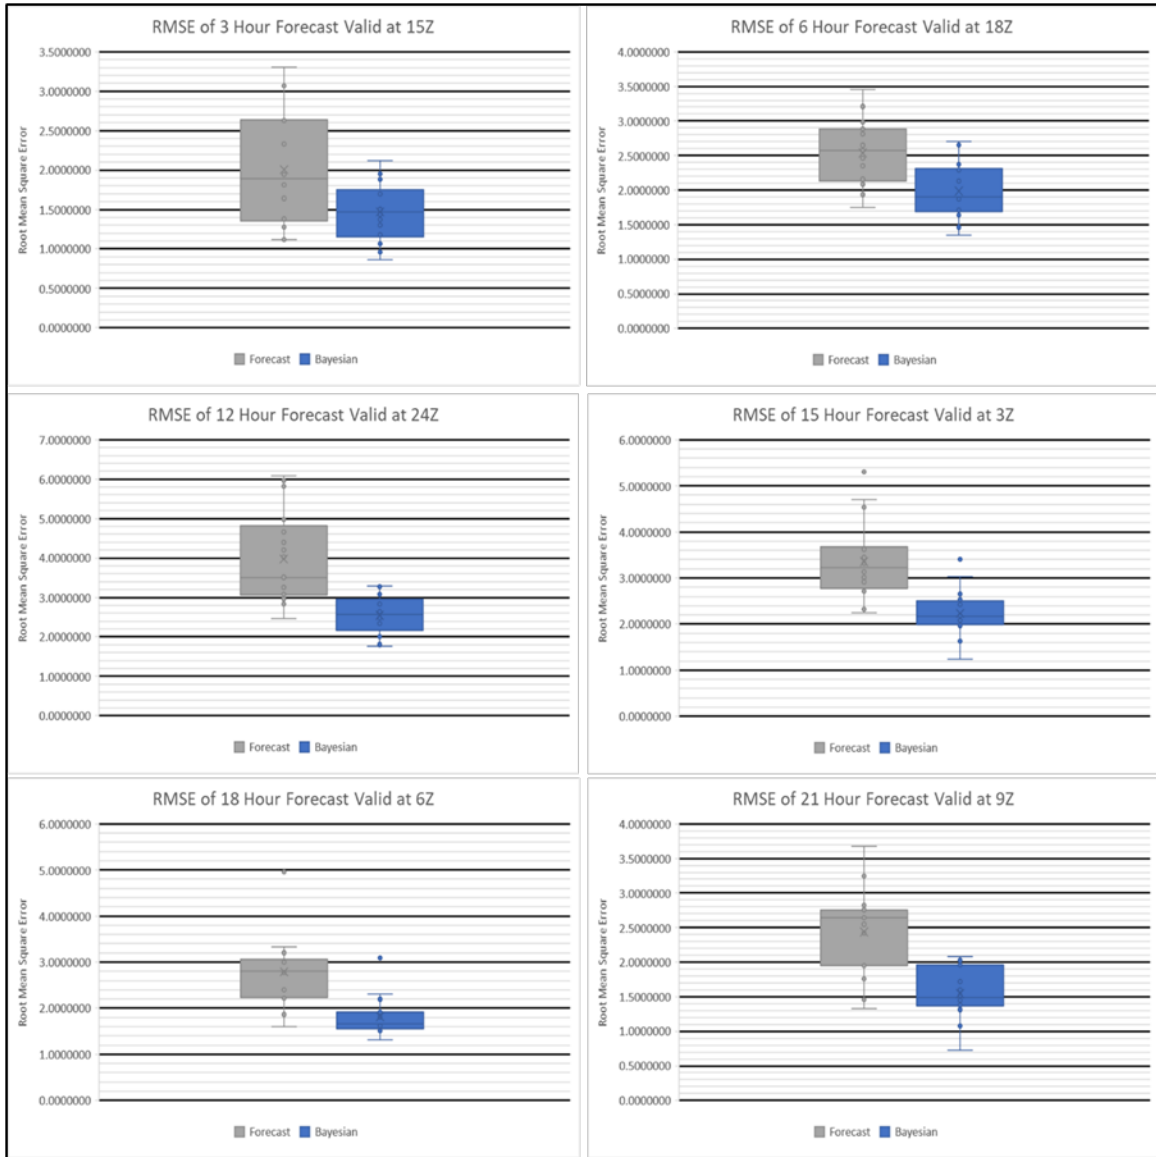 RMSE of 3 Hour Forecast Valid at 15Z
3.5000000
3.0000000
2.5000000
2.0000000
1.5000000
1.0000000
0.5000000
0.0000000
Root Mean Square Error
Forecast Bayesian
RMSE of 6 Hour Forecast Valid at 18Z
4.0000000
3.5000000
3.0000000
2.5000000
2.0000000
1.5000000
1.0000000
0.5000000
0.0000000
Root Mean Square Error
Forecast Bayesian
RMSE of 12 Hour Forecast Valid at 24Z
7.0000000
6.0000000
5.0000000
4.0000000
3.0000000
2.0000000
1.0000000
0.0000000
Root Mean Square Error
Forecast Bayesian
RMSE of 15 Hour Forecast Valid at 3Z
6.0000000
5.0000000
4.0000000
3.0000000
2.0000000
1.0000000
0.0000000
Root Mean Square Error
Forecast Bayesian
RMSE of 18 Hour Forecast Valid at 6Z
6.0000000
5.0000000
4.0000000
3.0000000
2.0000000
1.0000000
0.0000000
Root Mean Square Error
Forecast Bayesian
RMSE of 21 Hour Forecast Valid at 9Z
4.0000000
3.5000000
3.0000000
2.5000000
2.0000000
1.5000000
1.0000000
0.5000000
0.0000000
Root Mean Square Error
Forecast Bayesian